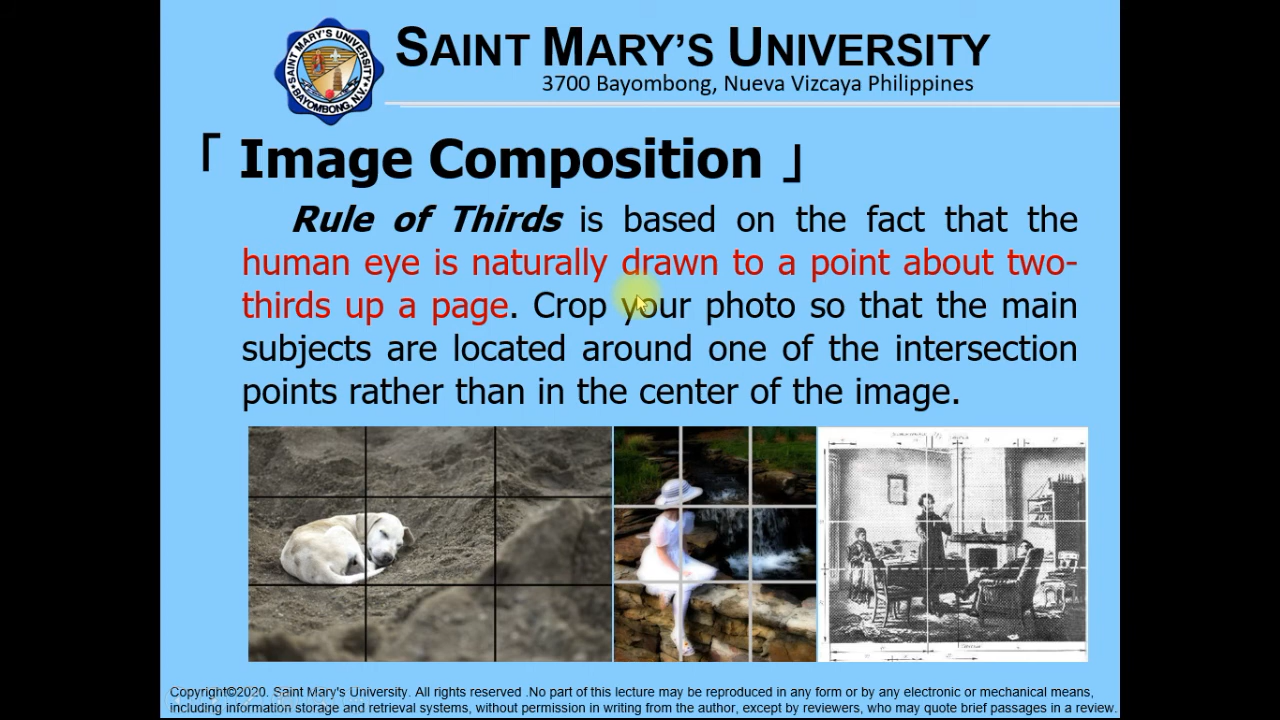 SAINT MARY'S UNIVERSITY
BAYOMBONG, N.V.
SAINT MARY'S UNIVERSITY
3700 Bayombong, Nueva Vizcaya Philippines
「 Image Composition 」
Rule of Thirds is based on the fact that the
human eye is naturally drawn to a point about two-
thirds up a page. Crop your photo so that the main
subjects are located around one of the intersection
points rather than in the center of the image.
Copyright©2020. Saint Mary's University. All rights reserved .No part of this lecture may be reproduced in any form or by any electronic or mechanical means,
including information storage and retrieval systems, without permission in writing from the author, except by reviewers, who may quote brief passages in a review.